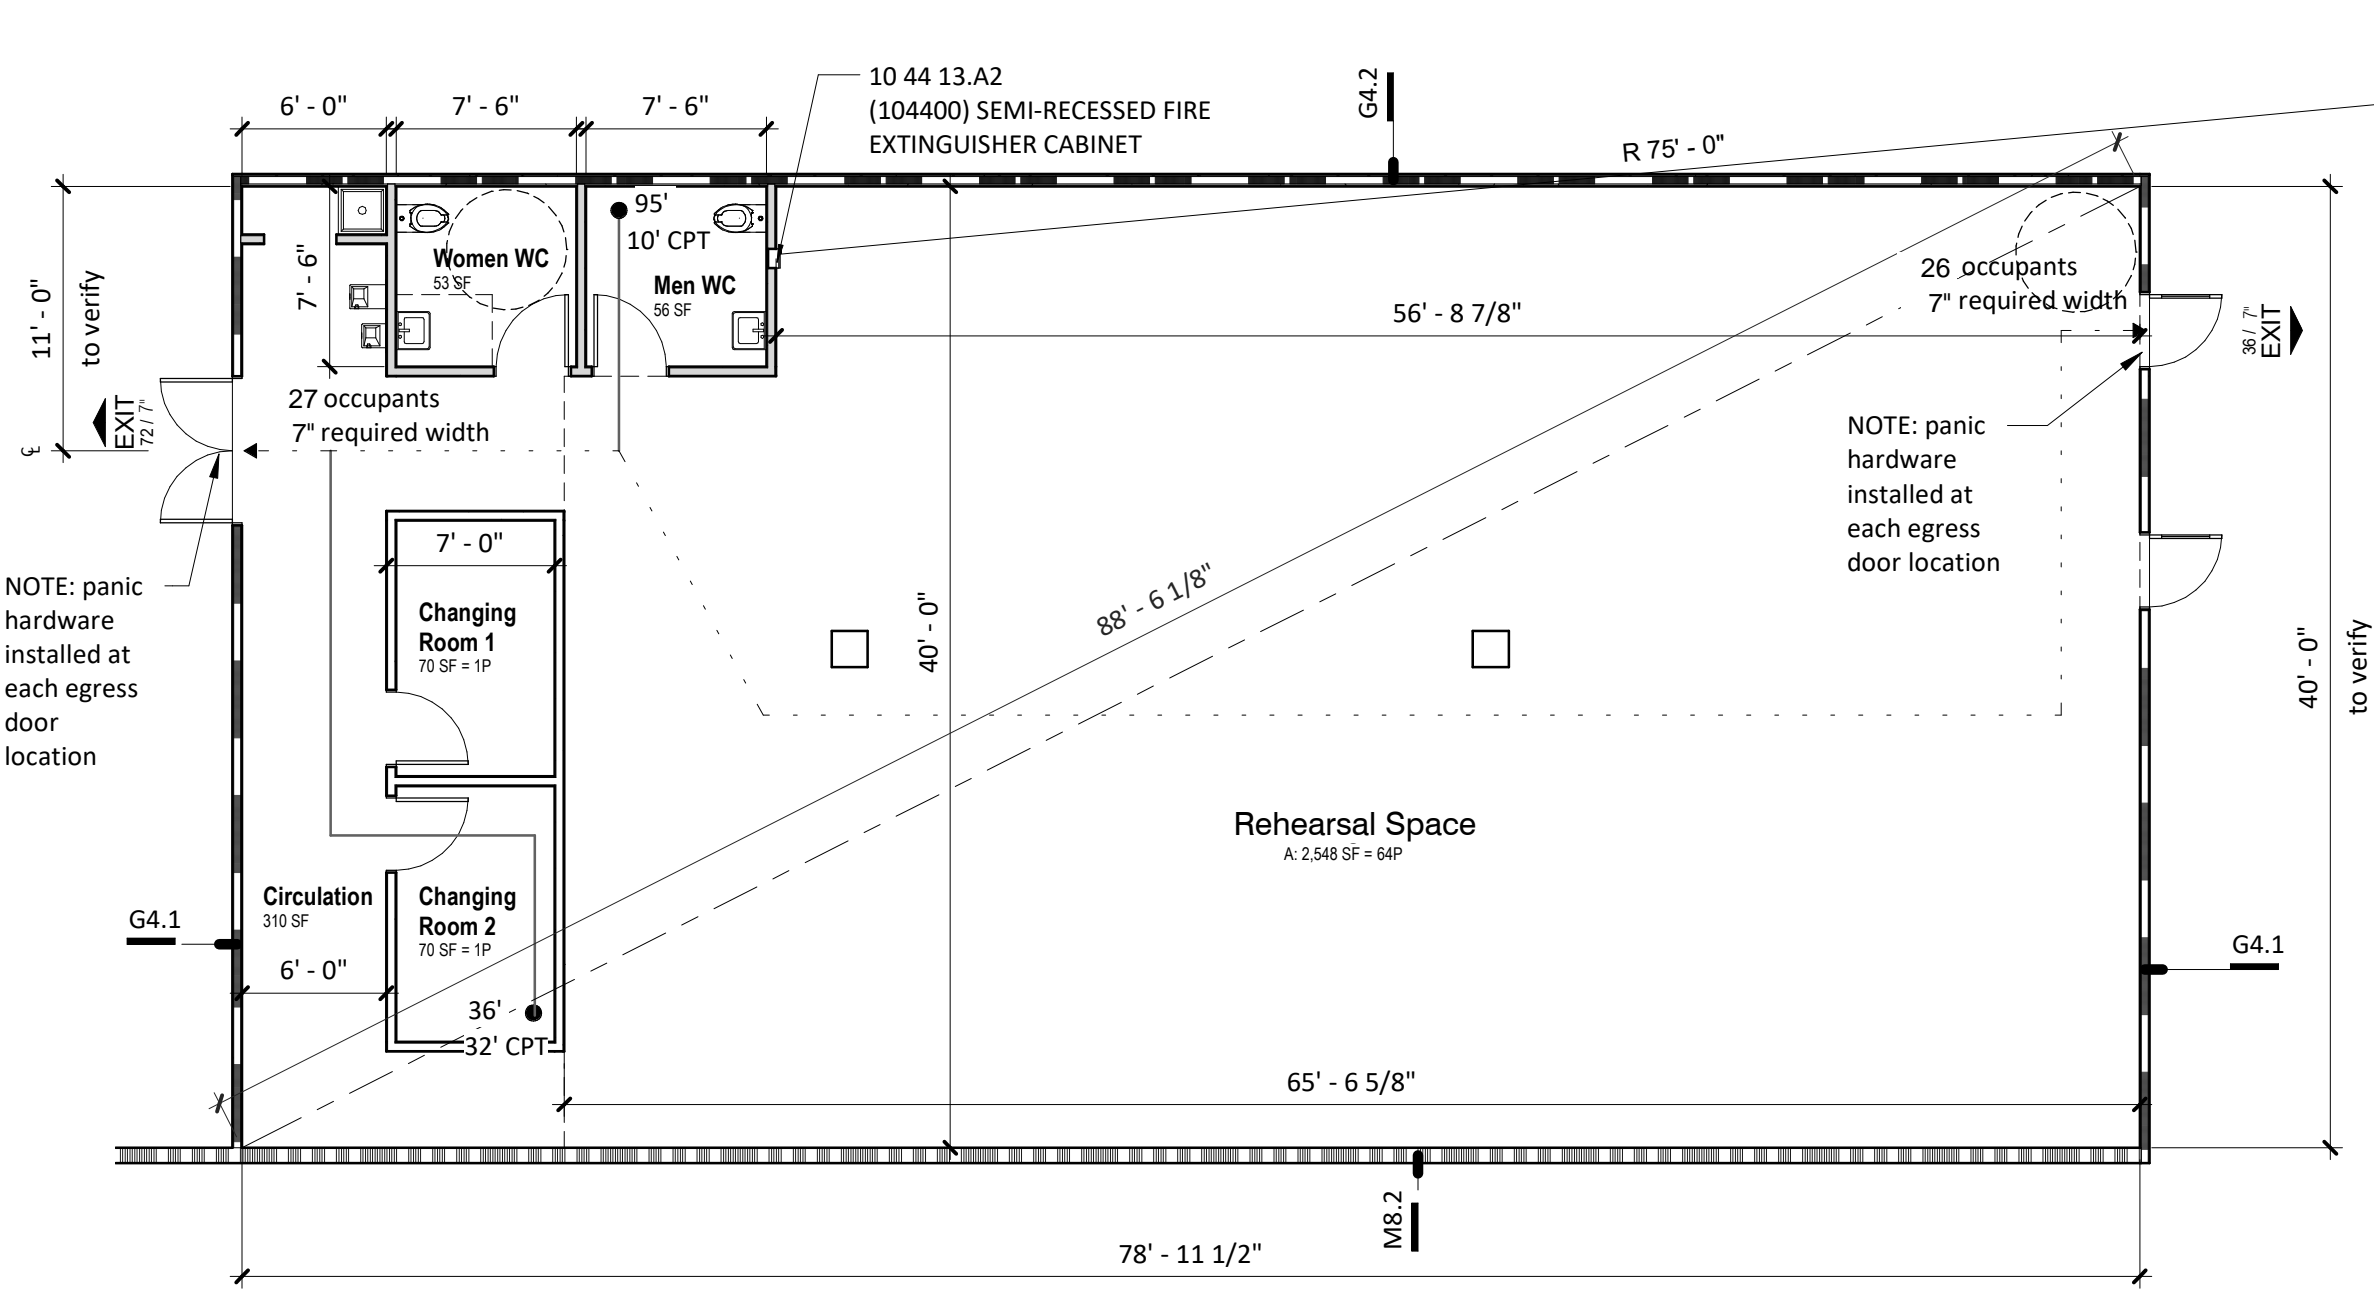 10 44 13.A2
(104400) SEMI-RECESSED FIRE
EXTINGUISHER CABINET
G4.2
6' - 0"
7' - 6"
7' - 6"
R 75' - 0"
95'
10' CPT
Women WC
53 SF
Men WC
56 SF
7' - 6"
11' - 0"
to verify
26 occupants
7" required width
56' - 8 7/8"
36 / 7"
EXIT
27 occupants
7" required width
EXIT
72 / 7"
℄
NOTE: panic
hardware
installed at
each egress
door location
7' - 0"
NOTE: panic
hardware
installed at
each egress
door
location
Changing
Room 1
70 SF = 1P
40' - 0"
88' - 6 1/8"
40' - 0"
to verify
Rehearsal Space
A: 2,548 SF = 64P
Circulation
310 SF
Changing
Room 2
70 SF = 1P
G4.1
G4.1
6' - 0"
36'
32' CPT
65' - 6 5/8"
M8.2
78' - 11 1/2"